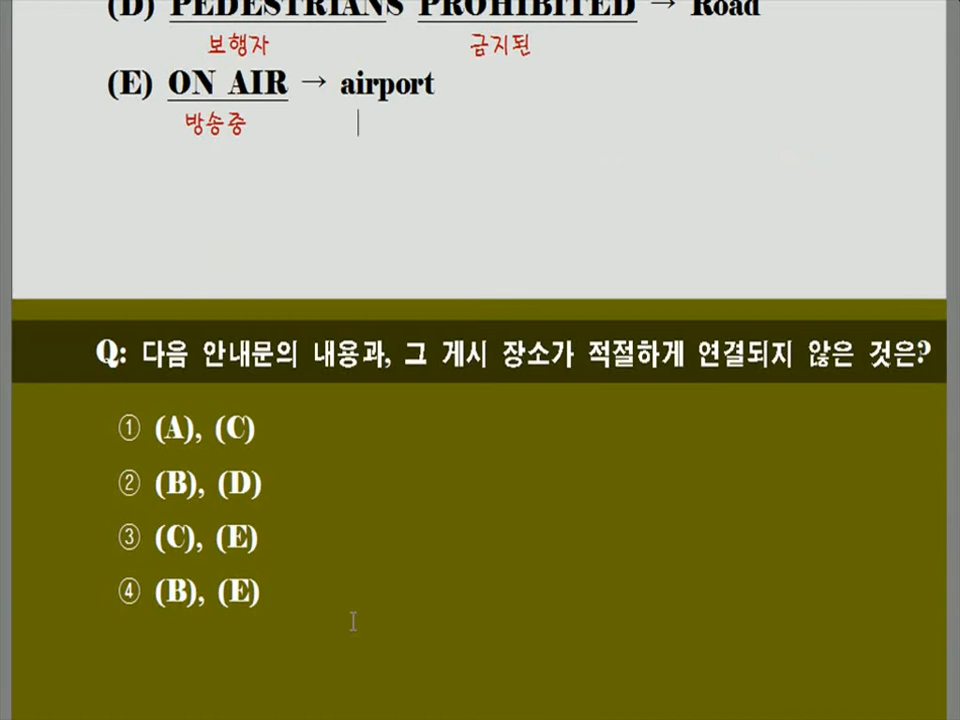 (D) PEDESTRIANS PROHIBITED → Road
보행자 금지된
(E) ON AIR → airport
방송중
Q: 다음 안내문의 내용과, 그 게시 장소가 적절하게 연결되지 않은 것은?
① (A), (C)
② (B), (D)
③ (C), (E)
④ (B), (E)